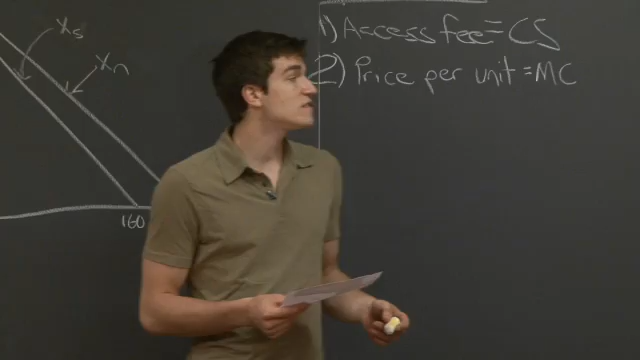 Xs
Xn
160
1) Access fee = CS
2) Price per unit = MC